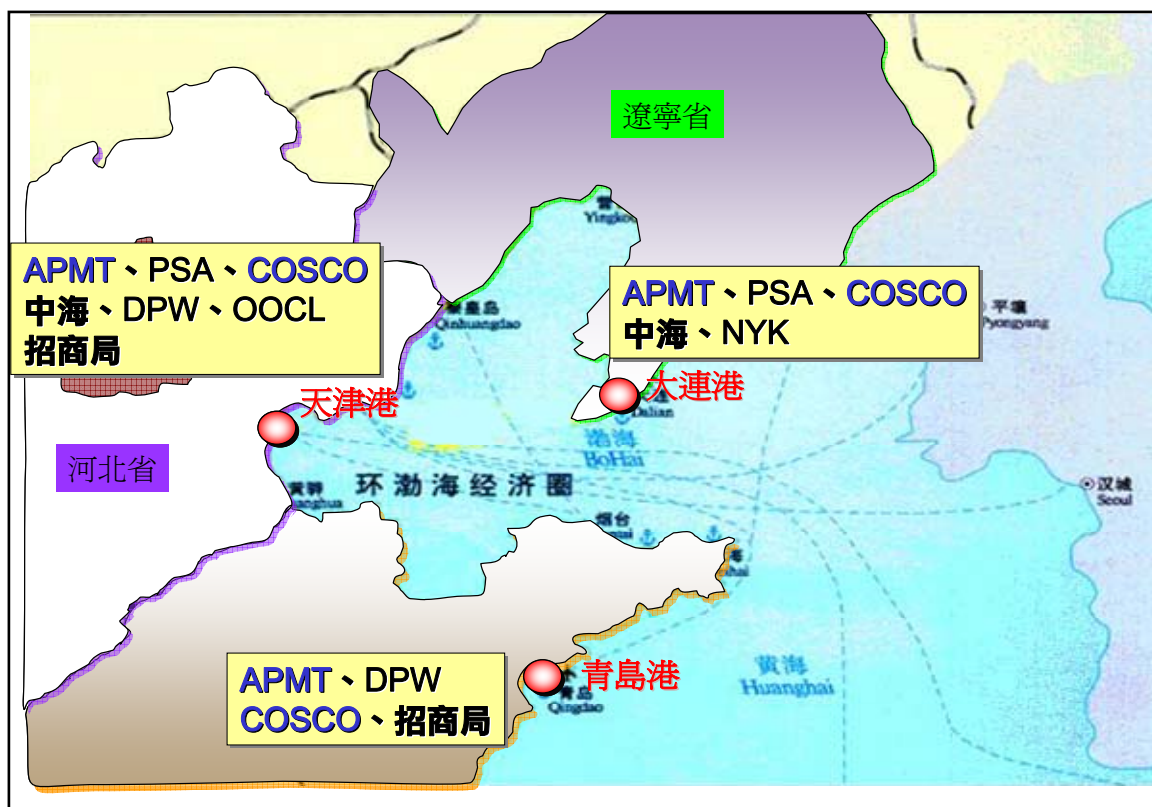 遼寧省
營
Yingkou
APMT、PSA、COSCO
中海、DPW、OOCL
招商局
APMT、PSA、COSCO
中海、NYK
秦皇岛
Qinhuangdao
平壤
Pyongyang
天津港
大連港
Dalian
渤海
BoHai
河北省
黄骅
环渤海经济圈
汉城
Seoul
烟台
海
APMT、DPW
COSCO、招商局
青島港
青岛
Qingdao
黄海
Huanghai